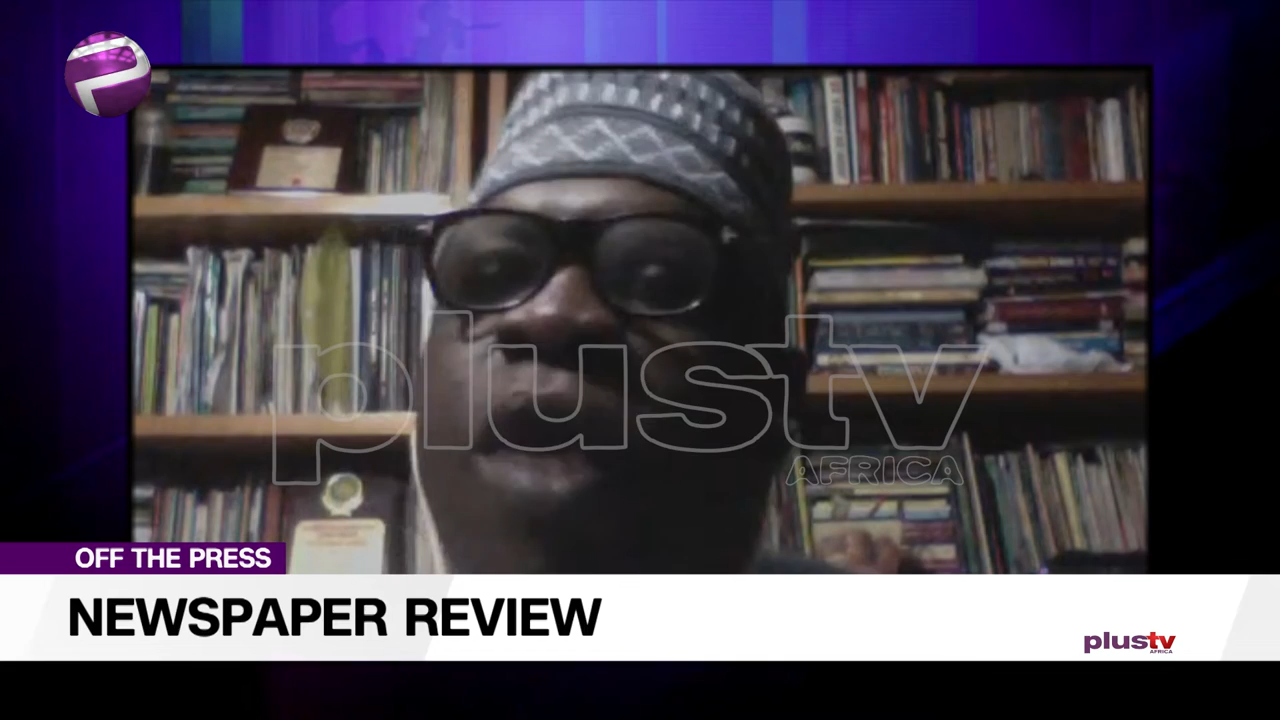 plustv
AFRICA
OFF THE PRESS
NEWSPAPER REVIEW
plustv
AFRICA